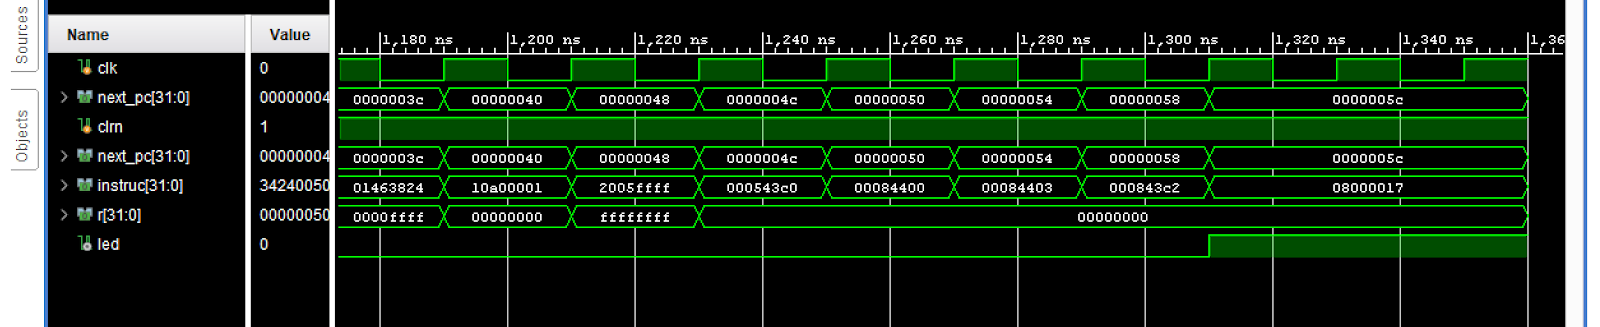 Sources
Objects
Name Value
1,180 ns 1,200 ns 1,220 ns 1,240 ns 1,260 ns 1,280 ns 1,300 ns 1,320 ns 1,340 ns 1,36
clk 0
next_pc[31:0] 00000004 0000003c 00000040 00000048 0000004c 00000050 00000054 00000058 0000005c
clrn 1
next_pc[31:0] 00000004 0000003c 00000040 00000048 0000004c 00000050 00000054 00000058 0000005c
instruc[31:0] 34240050 01463824 10a00001 2005ffff 000543c0 00084400 00084403 000843c2 08000017
r[31:0] 00000050 0000ffff 00000000 ffffffff 00000000
led 0